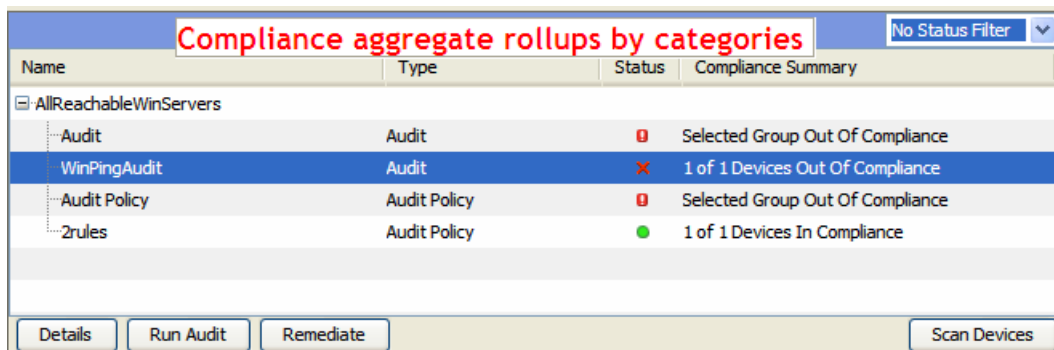 Compliance aggregate rollups by categories
No Status Filter
Name Type Status Compliance Summary
AllReachableWinServers
Audit Audit Selected Group Out Of Compliance
WinPingAudit Audit 1 of 1 Devices Out Of Compliance
Audit Policy Audit Policy Selected Group Out Of Compliance
2rules Audit Policy 1 of 1 Devices In Compliance
Details Run Audit Remediate Scan Devices